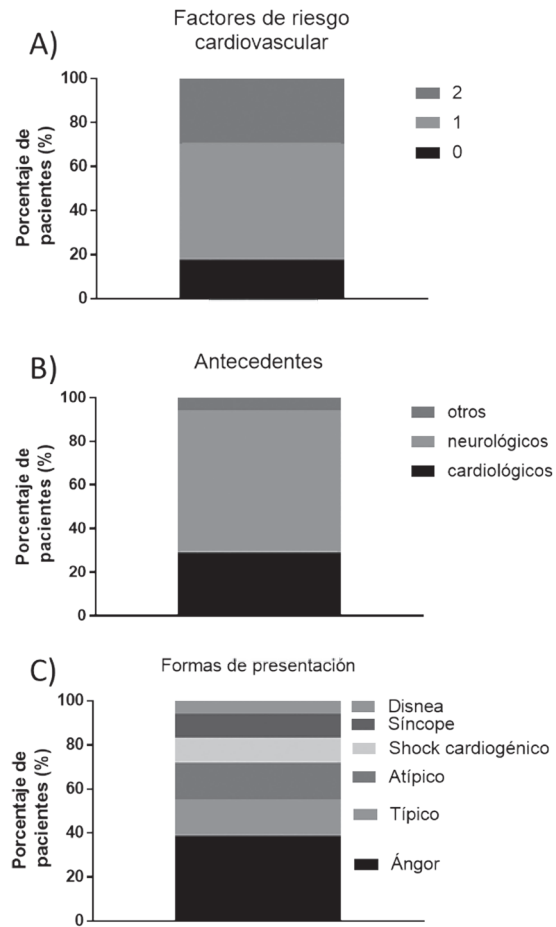 A)
Factores de riesgo
cardiovascular
Porcentaje de
pacientes (%)
100
80
60
40
20
0
2
1
0
B)
Antecedentes
Porcentaje de
pacientes (%)
100
80
60
40
20
0
otros
neurológicos
cardiológicos
C)
Formas de presentación
Porcentaje de
pacientes (%)
100
80
60
40
20
0
Disnea
Síncope
Shock cardiogénico
Atípico
Típico
Ángor